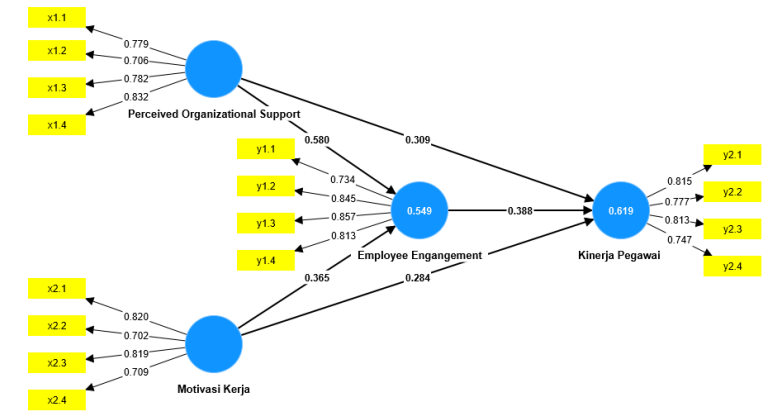 x1.1
x1.2
x1.3
x1.4
0.779
0.706
0.782
0.832
Perceived Organizational Support
0.580
0.309
y1.1
y1.2
y1.3
y1.4
0.734
0.845
0.857
0.813
0.549
Employee Engangement
0.388
0.619
Kinerja Pegawai
0.815
0.777
0.813
0.747
y2.1
y2.2
y2.3
y2.4
0.365
0.284
x2.1
x2.2
x2.3
x2.4
0.820
0.702
0.819
0.709
Motivasi Kerja